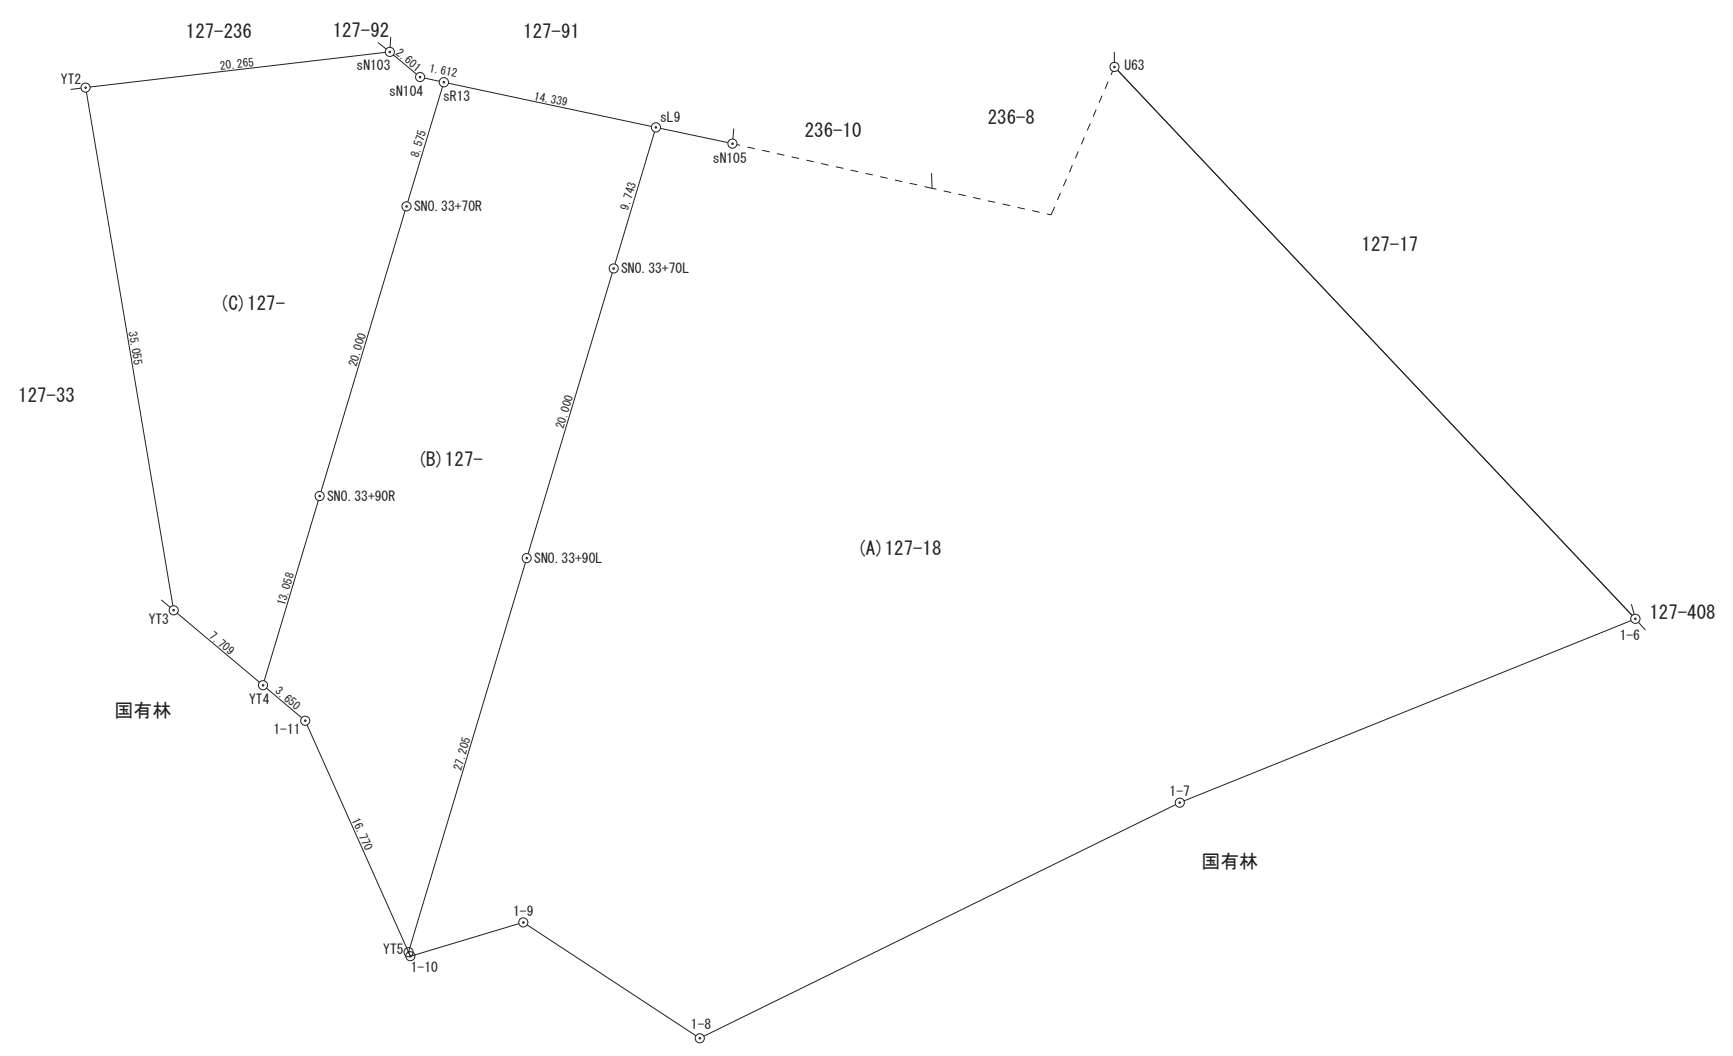 127-236
127-92
127-91
YT2
20.265
sN103
2.601
1.612
sN104
sR13
14.339
sL9
sN105
236-10
236-8
U63
8.575
9.743
SNO.33+70R
SNO.33+70L
127-17
(C)127-
35.055
20.000
20.000
127-33
(B)127-
SNO.33+90R
SNO.33+90L
(A)127-18
13.058
YT3
7.709
127-408
1-6
YT4
3.650
国有林
1-11
27.205
1-7
16.770
国有林
1-9
YT5
1-10
1-8